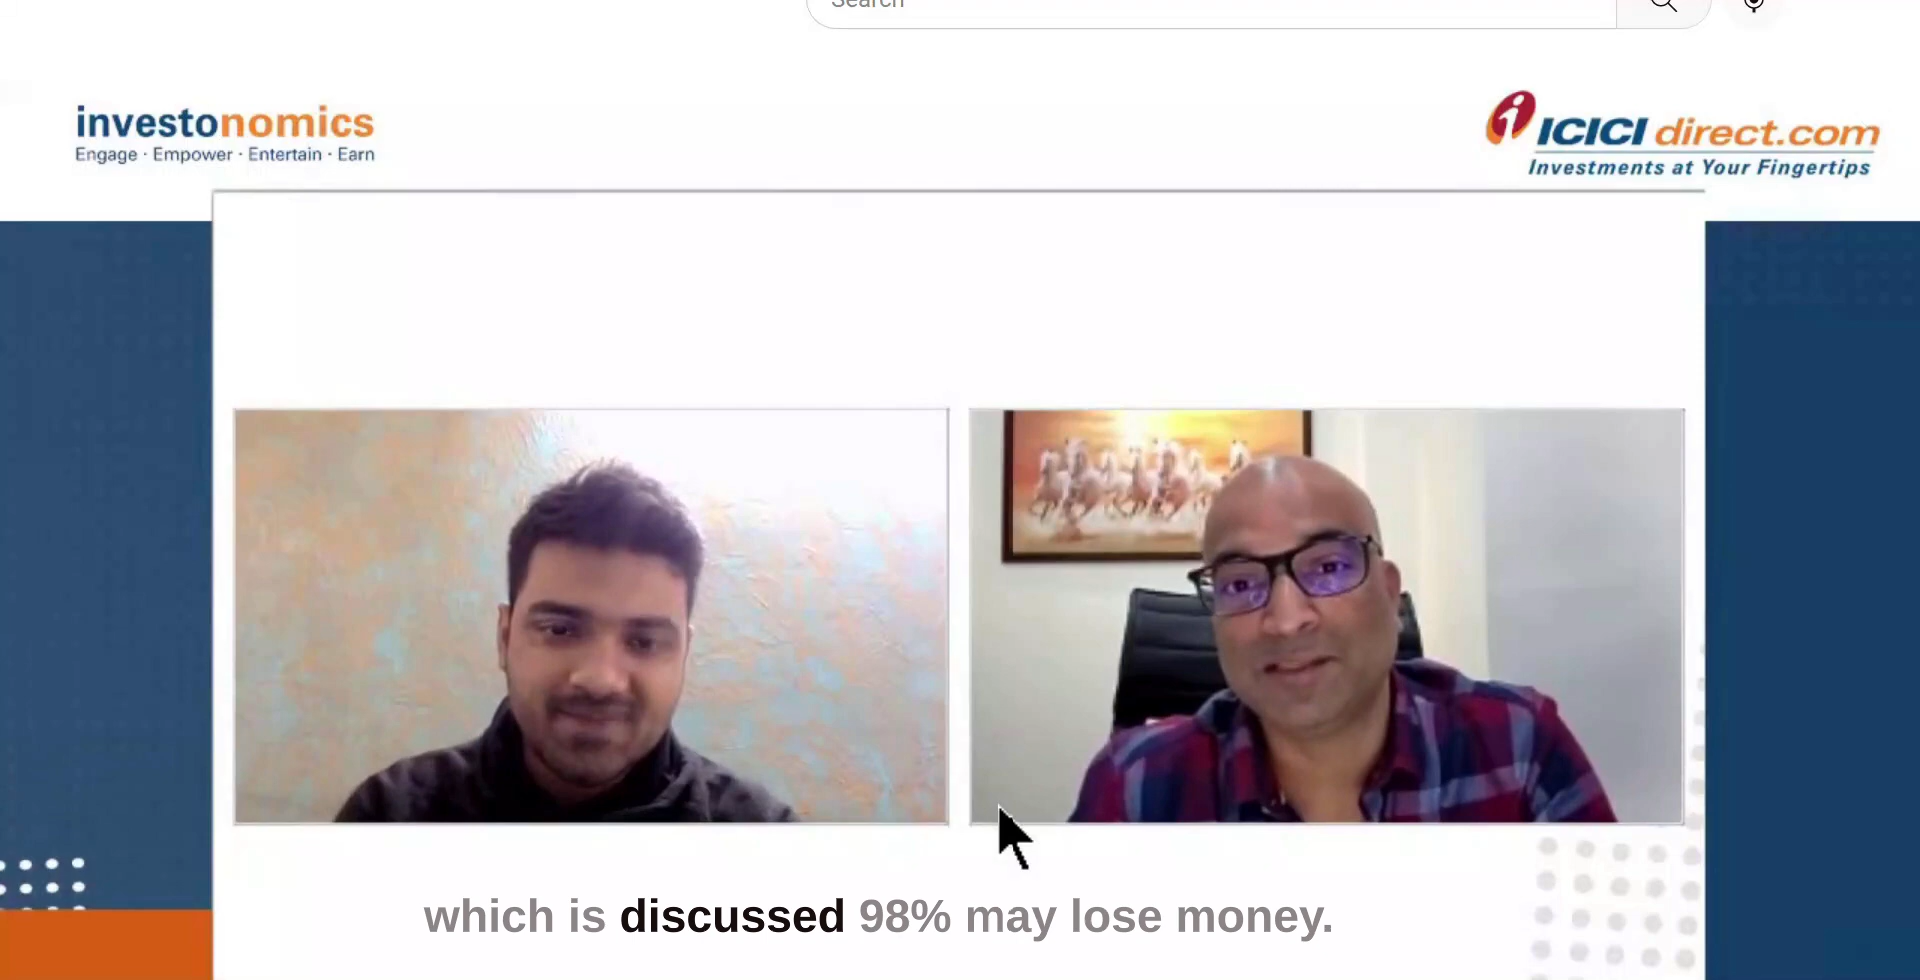 Search
investonomics
Engage · Empower · Entertain · Earn
ICICI direct.com
Investments at Your Fingertips
which is discussed 98% may lose money.